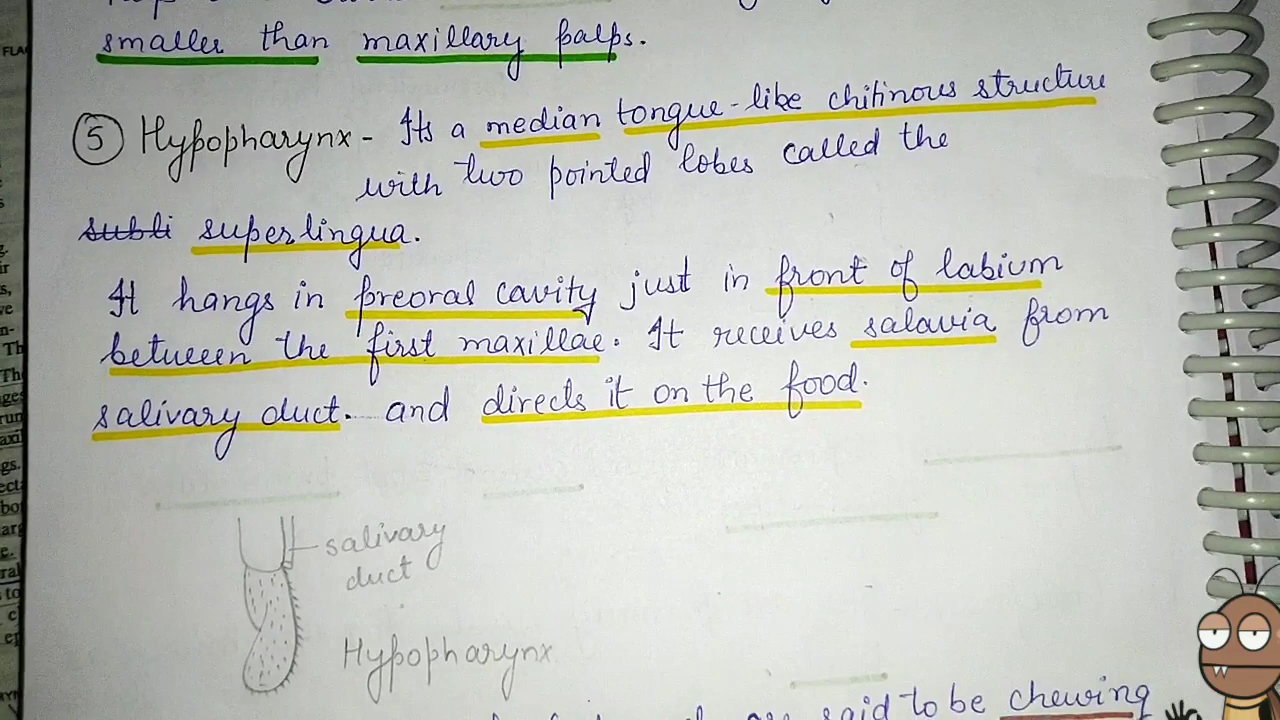 smaller than maxillary palps.
5 Hypopharynx - Its a median tongue-like chitinous structure
with two pointed lobes called the
subli superlingua.
It hangs in preoral cavity just in front of labium
between the first maxillae. It receives salavia from
salivary duct. and directs it on the food.
salivary
duct
Hypopharynx
said to be chewing